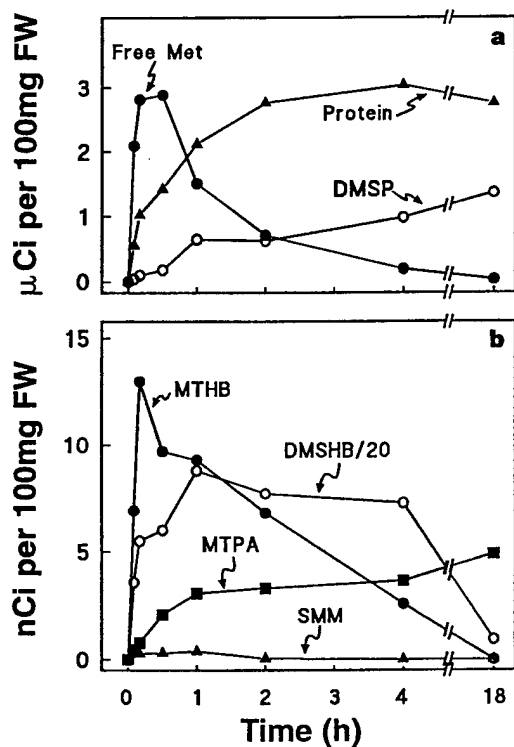 a
Free Met
Protein
DMSP
3
2
1
0
μCi per 100mg FW
b
MTHB
DMSHB/20
MTPA
SMM
15
10
5
0
nCi per 100mg FW
0 1 2 3 4 18
Time (h)